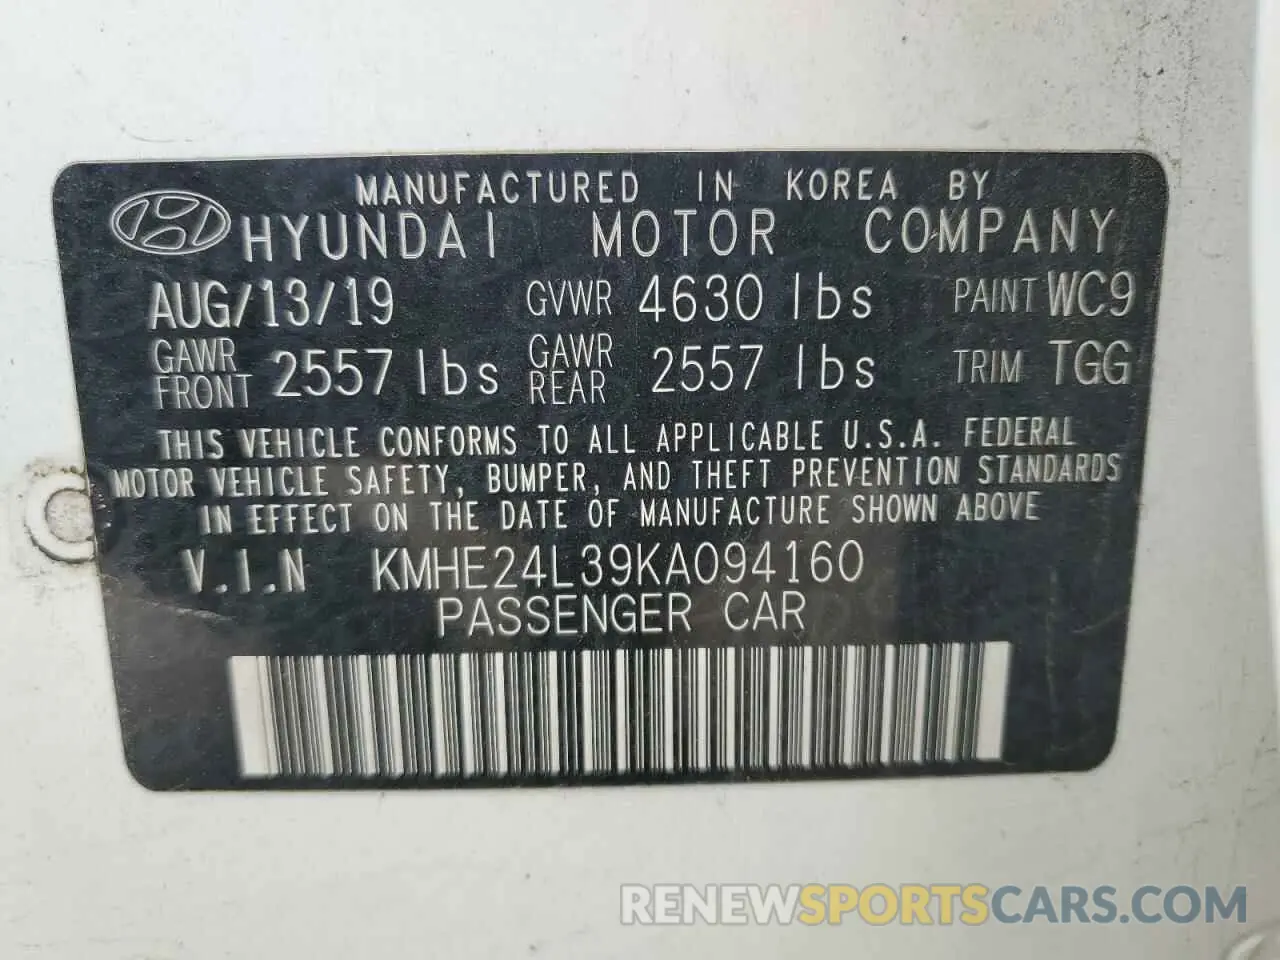 MANUFACTURED IN KOREA BY
HYUNDAI MOTOR COMPANY
AUG/13/19 GVWR 4630 lbs PAINT WC9
GAWR FRONT 2557 lbs GAWR REAR 2557 lbs TRIM TGG
THIS VEHICLE CONFORMS TO ALL APPLICABLE U.S.A. FEDERAL
MOTOR VEHICLE SAFETY, BUMPER, AND THEFT PREVENTION STANDARDS
IN EFFECT ON THE DATE OF MANUFACTURE SHOWN ABOVE
V.I.N KMHE24L39KA094160
PASSENGER CAR
RENEWSPORTSCARS.COM